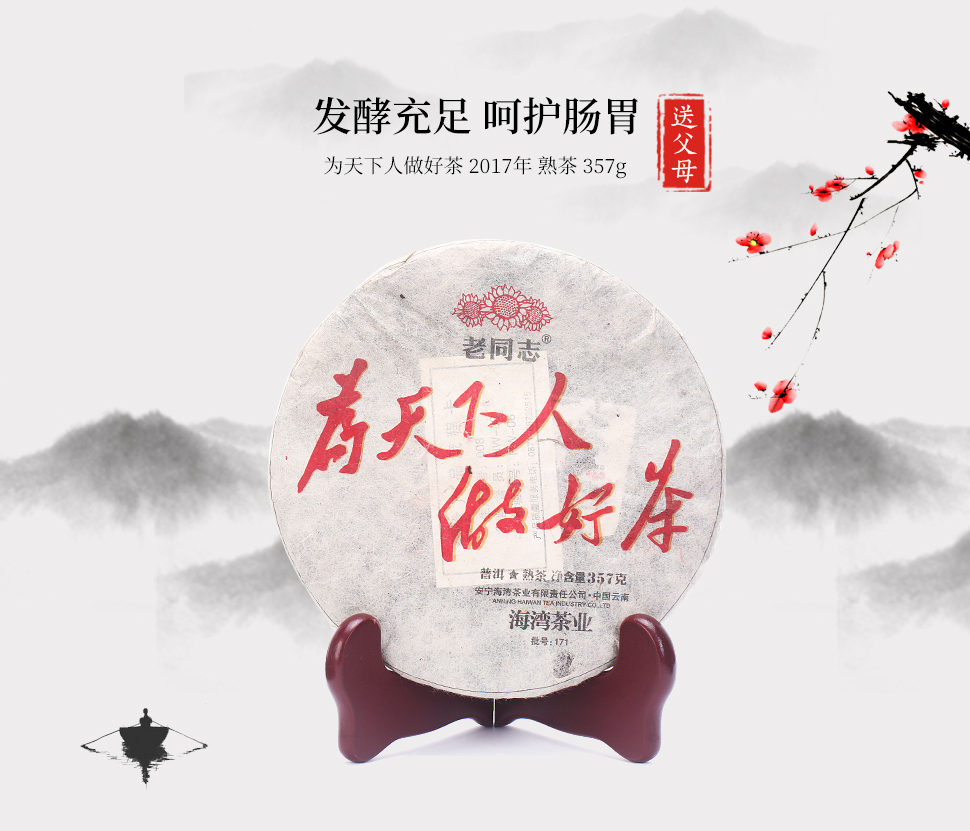 发酵充足 呵护肠胃
为天下人做好茶 2017年 熟茶 357g
送父母
老同志®
为天下人
做好茶
普洱★熟茶 净含量357克
安宁海湾茶业有限责任公司·中国云南
ANNING HAIWAN TEA INDUSTRY CO.,LTD
海湾茶业
批号:171